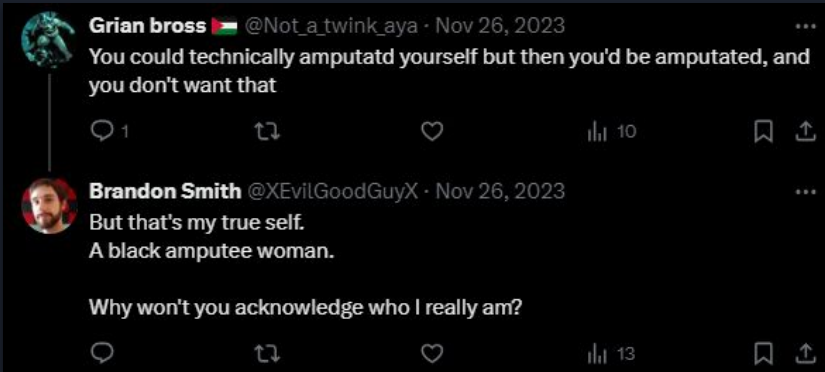 Grian bross 🇵🇸 @Not_a_twink_aya · Nov 26, 2023
You could technically amputatd yourself but then you'd be amputated, and
you don't want that
1 10
Brandon Smith @XEvilGoodGuyX · Nov 26, 2023
But that's my true self.
A black amputee woman.
Why won't you acknowledge who I really am?
13